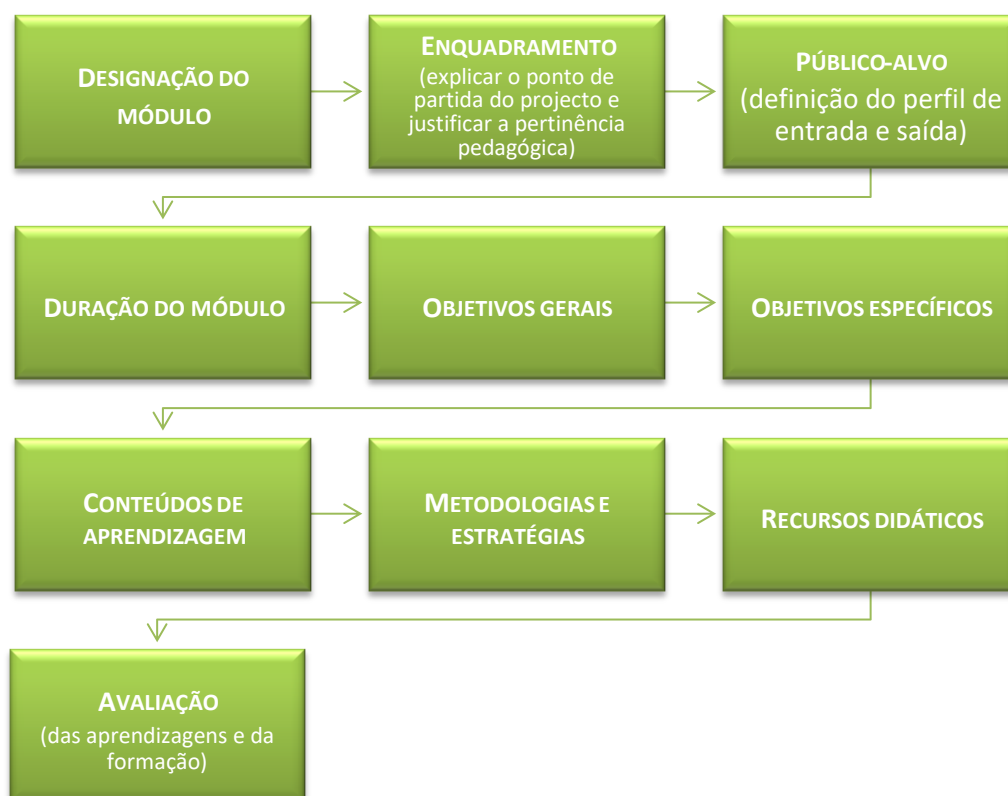 DESIGNAÇÃO DO
MÓDULO
ENQUADRAMENTO
(explicar o ponto de
partida do projecto e
justificar a pertinência
pedagógica)
PÚBLICO-ALVO
(definição do perfil de
entrada e saída)
DURAÇÃO DO MÓDULO
OBJETIVOS GERAIS
OBJETIVOS ESPECÍFICOS
CONTEÚDOS DE
APRENDIZAGEM
METODOLOGIAS E
ESTRATÉGIAS
RECURSOS DIDÁTICOS
AVALIAÇÃO
(das aprendizagens e da
formação)